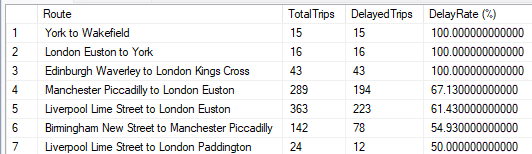 Route TotalTrips DelayedTrips DelayRate (%)
1 York to Wakefield 15 15 100.000000000000
2 London Euston to York 16 16 100.000000000000
3 Edinburgh Waverley to London Kings Cross 43 43 100.000000000000
4 Manchester Piccadilly to London Euston 289 194 67.130000000000
5 Liverpool Lime Street to London Euston 363 223 61.430000000000
6 Birmingham New Street to Manchester Piccadilly 142 78 54.930000000000
7 Liverpool Lime Street to London Paddington 24 12 50.000000000000